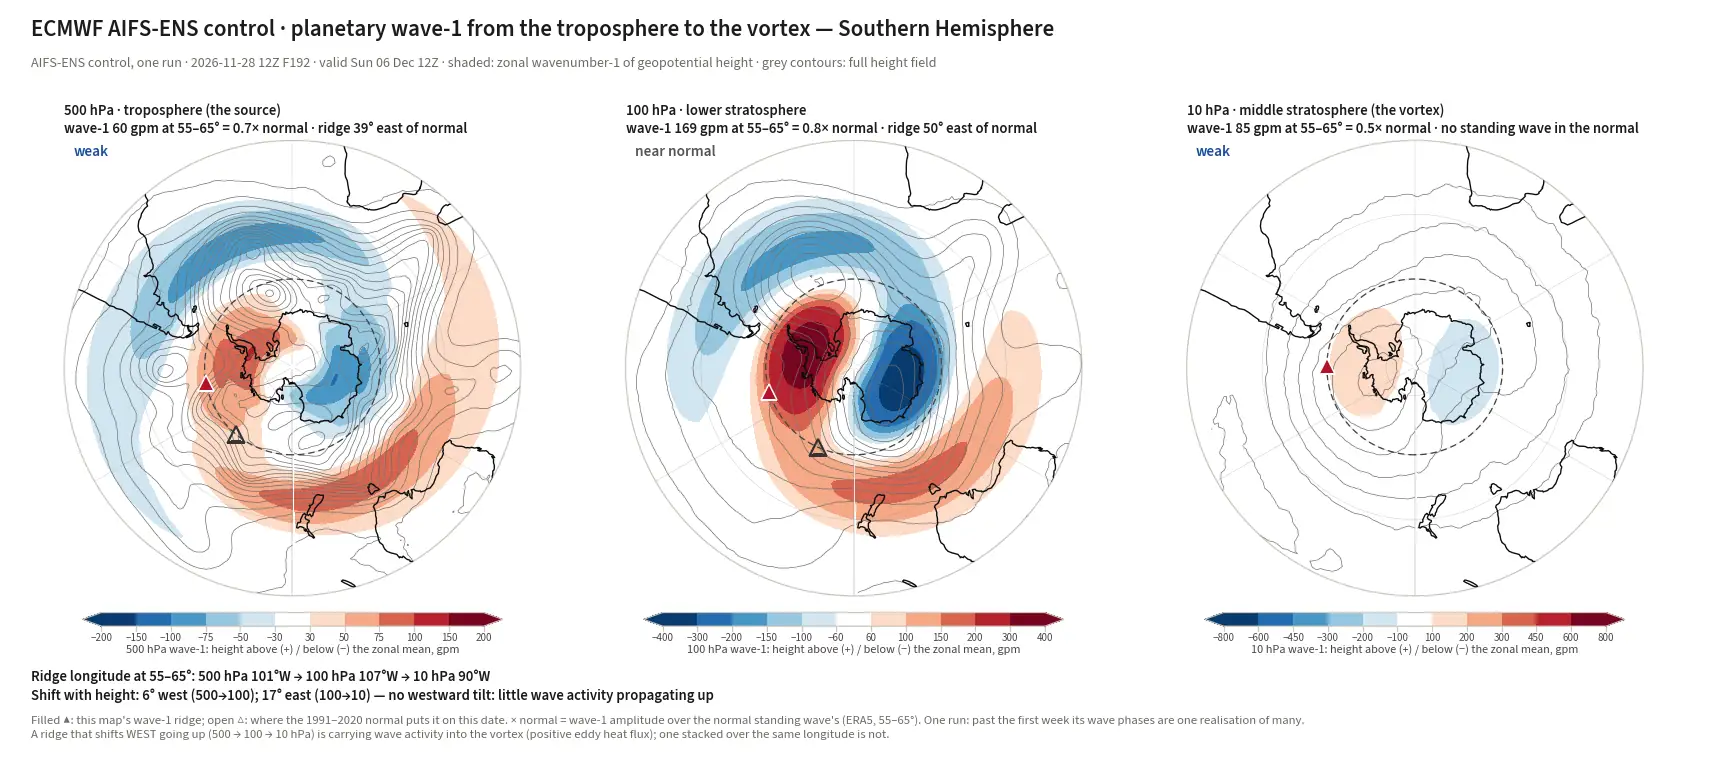 ECMWF AIFS-ENS control · planetary wave-1 from the troposphere to the vortex — Southern Hemisphere
AIFS-ENS control, one run · 2026-11-28 12Z F192 · valid Sun 06 Dec 12Z · shaded: zonal wavenumber-1 of geopotential height · grey contours: full height field
500 hPa · troposphere (the source)
wave-1 60 gpm at 55–65° = 0.7× normal · ridge 39° east of normal
weak
100 hPa · lower stratosphere
wave-1 169 gpm at 55–65° = 0.8× normal · ridge 50° east of normal
near normal
10 hPa · middle stratosphere (the vortex)
wave-1 85 gpm at 55–65° = 0.5× normal · no standing wave in the normal
weak
−200 −150 −100 −75 −50 −30 30 50 75 100 150 200
500 hPa wave-1: height above (+) / below (−) the zonal mean, gpm
−400 −300 −200 −150 −100 −60 60 100 150 200 300 400
100 hPa wave-1: height above (+) / below (−) the zonal mean, gpm
−800 −600 −450 −300 −200 −100 100 200 300 450 600 800
10 hPa wave-1: height above (+) / below (−) the zonal mean, gpm
Ridge longitude at 55–65°: 500 hPa 101°W → 100 hPa 107°W → 10 hPa 90°W
Shift with height: 6° west (500→100); 17° east (100→10) — no westward tilt: little wave activity propagating up
Filled ▲: this map's wave-1 ridge; open △: where the 1991–2020 normal puts it on this date. × normal = wave-1 amplitude over the normal standing wave's (ERA5, 55–65°). One run: past the first week its wave phases are one realisation of many.
A ridge that shifts WEST going up (500 → 100 → 10 hPa) is carrying wave activity into the vortex (positive eddy heat flux); one stacked over the same longitude is not.